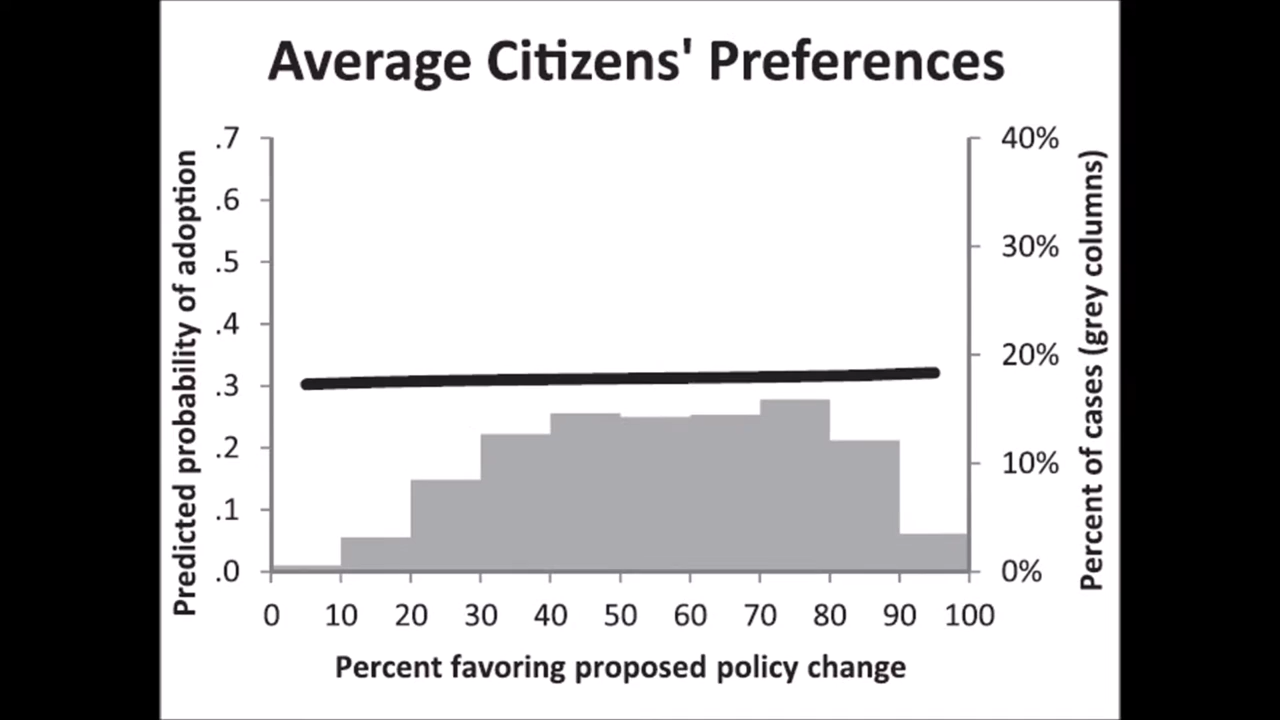 Average Citizens' Preferences
Predicted probability of adoption
.7
.6
.5
.4
.3
.2
.1
.0
40%
30%
20%
10%
0%
Percent of cases (grey columns)
0 10 20 30 40 50 60 70 80 90 100
Percent favoring proposed policy change